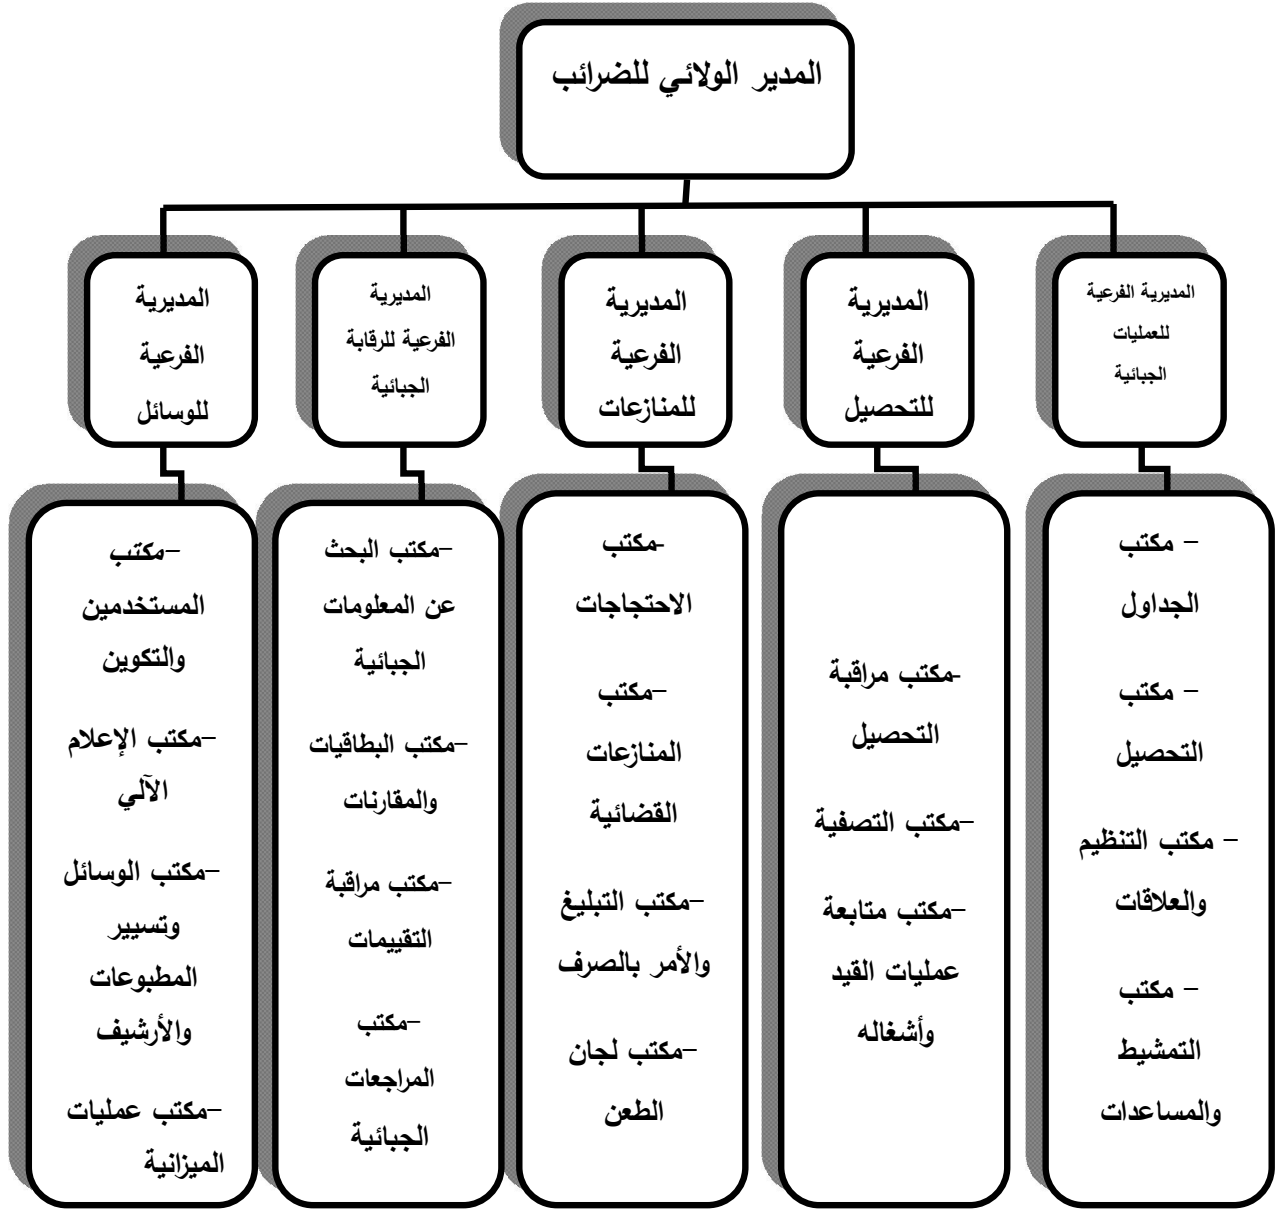 المدير الولائي للضرائب
المديرية الفرعية
للعمليات
الجبائية
المديرية
الفرعية
للتحصيل
المديرية
الفرعية
للمنازعات
المديرية
الفرعية للرقابة
الجبائية
المديرية
الفرعية
للوسائل
– مكتب
الجداول
– مكتب
التحصيل
– مكتب التنظيم
والعلاقات
– مكتب
التمشيط
والمساعدات
-مكتب مراقبة
التحصيل
–مكتب التصفية
–مكتب متابعة
عمليات القيد
وأشغاله
-مكتب
الاحتجاجات
–مكتب
المنازعات
القضائية
–مكتب التبليغ
والأمر بالصرف
–مكتب لجان
الطعن
–مكتب البحث
عن المعلومات
الجبائية
–مكتب البطاقيات
والمقارنات
–مكتب مراقبة
التقييمات
–مكتب
المراجعات
الجبائية
–مكتب
المستخدمين
والتكوين
–مكتب الإعلام
الآلي
–مكتب الوسائل
وتسيير
المطبوعات
والأرشيف
–مكتب عمليات
الميزانية